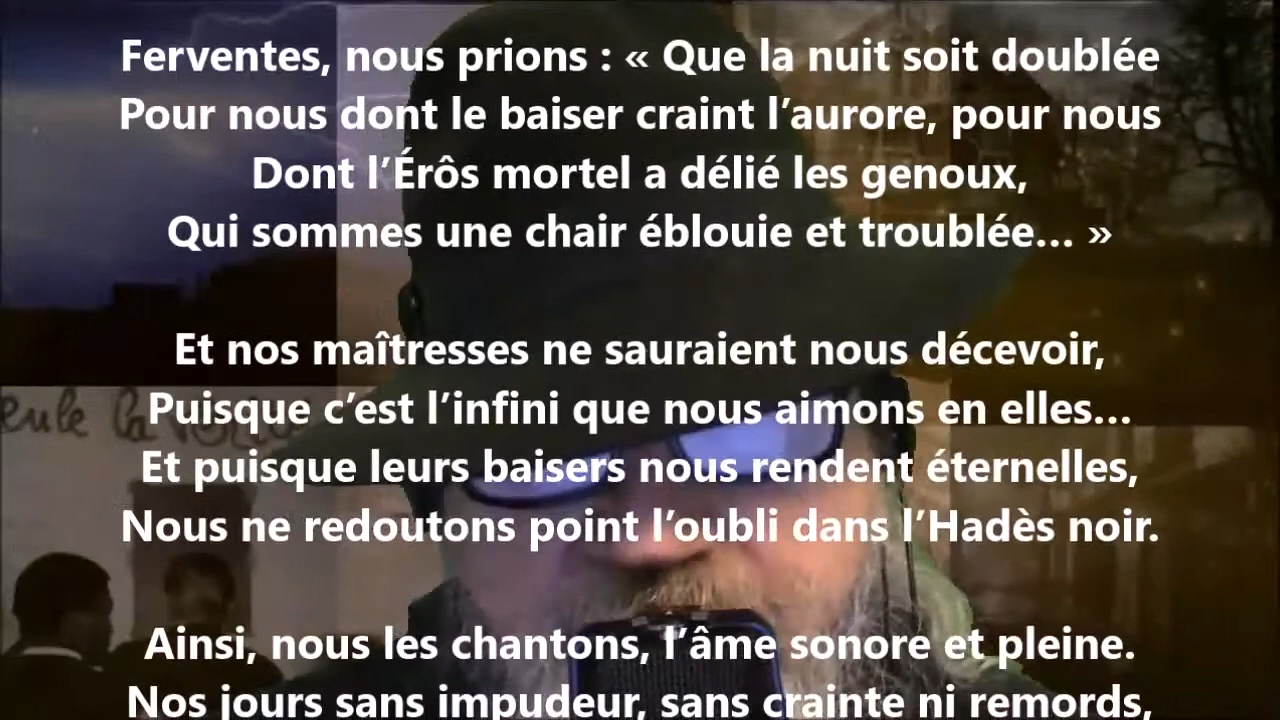 Ferventes, nous prions : « Que la nuit soit doublée
Pour nous dont le baiser craint l’aurore, pour nous
Dont l’Érôs mortel a délié les genoux,
Qui sommes une chair éblouie et troublée... »
Et nos maîtresses ne sauraient nous décevoir,
Puisque c’est l’infini que nous aimons en elles...
Et puisque leurs baisers nous rendent éternelles,
Nous ne redoutons point l’oubli dans l’Hadès noir.
Ainsi, nous les chantons, l’âme sonore et pleine.
Nos jours sans impudeur, sans crainte ni remords,